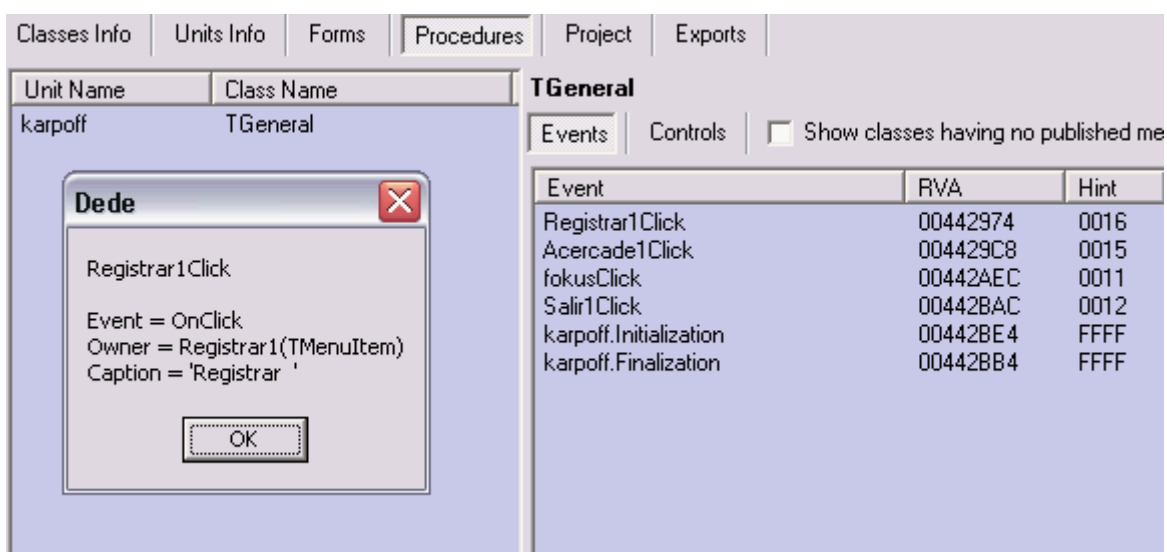 Classes Info Units Info Forms Procedures Project Exports
Unit Name Class Name
karpoff TGeneral
Dede
Registrar1Click
Event = OnClick
Owner = Registrar1(TMenuItem)
Caption = 'Registrar '
OK
TGeneral
Events Controls Show classes having no published me
Event RVA Hint
Registrar1Click 00442974 0016
Acercade1Click 004429C8 0015
fokusClick 00442AEC 0011
Salir1Click 00442BAC 0012
karpoff.Initialization 00442BE4 FFFF
karpoff.Finalization 00442BB4 FFFF